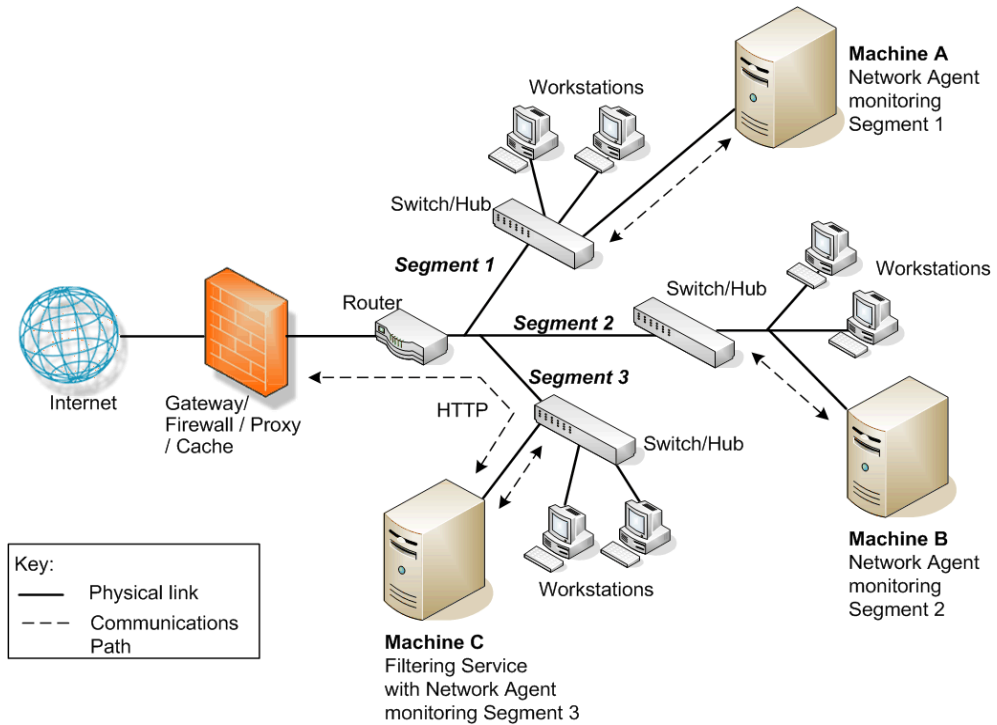 Machine A
Network Agent
monitoring
Segment 1
Workstations
Switch/Hub
Segment 1
Workstations
Switch/Hub
Router
Segment 2
Segment 3
Internet
Gateway/
Firewall / Proxy
/ Cache
HTTP
Switch/Hub
Machine B
Network Agent
monitoring
Segment 2
Workstations
Key:
Physical link
Communications
Path
Machine C
Filtering Service
with Network Agent
monitoring Segment 3